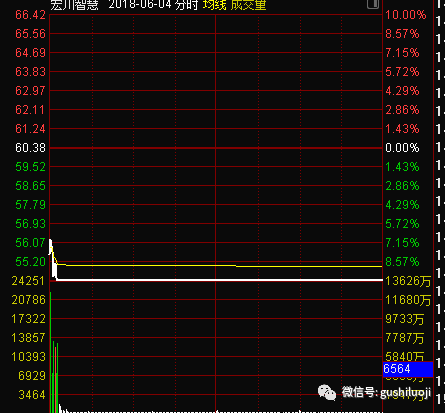 宏川智慧 2018-06-04 分时 均线 成交量
66.42 10.00%
65.56 8.57%
64.69 7.15%
63.83 5.72%
62.97 4.29%
62.11 2.86%
61.24 1.43%
60.38 0.00%
59.52 1.43%
58.65 2.86%
57.79 4.29%
56.93 5.72%
56.07 7.15%
55.20 8.57%
24251 13626万
20786 11680万
17322 9733万
13857 7787万
10393 5840万
6929 6564
3464
微信号: gushiluoji